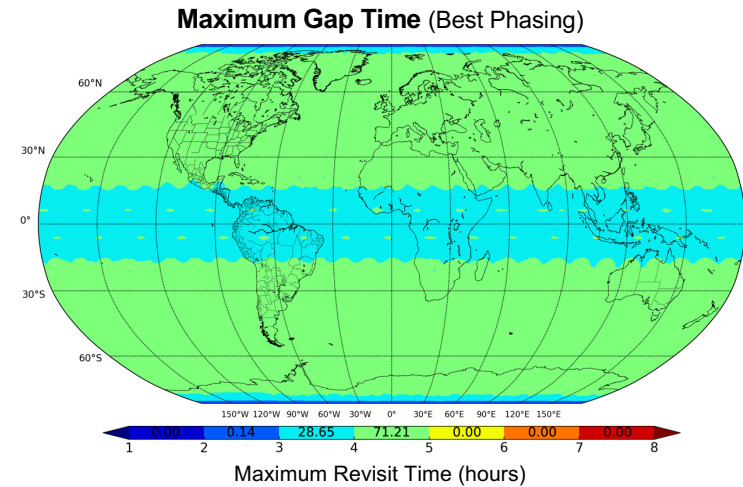 Maximum Gap Time (Best Phasing)
60°N
30°N
0°
30°S
60°S
150°W 120°W 90°W 60°W 30°W 0° 30°E 60°E 90°E 120°E 150°E
0.00 0.14 28.65 71.21 0.00 0.00 0.00
1 2 3 4 5 6 7 8
Maximum Revisit Time (hours)